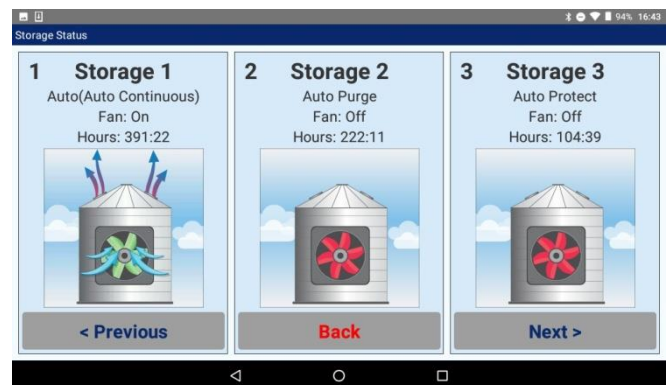 94% 16:43
Storage Status
1 Storage 1
Auto(Auto Continuous)
Fan: On
Hours: 391:22
2 Storage 2
Auto Purge
Fan: Off
Hours: 222:11
3 Storage 3
Auto Protect
Fan: Off
Hours: 104:39
< Previous
Back
Next >